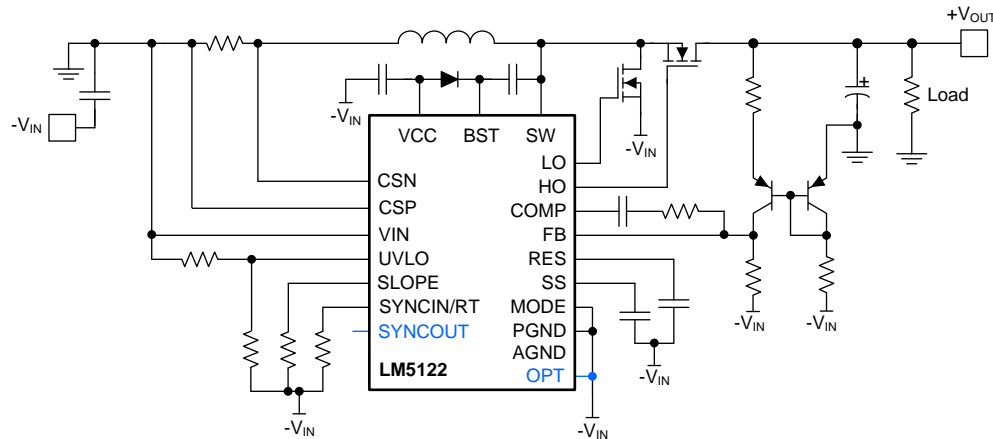 +VOUT
-VIN
-VIN
VCC
BST
SW
-VIN
Load
LO
HO
COMP
FB
RES
SS
MODE
PGND
AGND
OPT
CSN
CSP
VIN
UVLO
SLOPE
SYNCIN/RT
SYNCOUT
LM5122
-VIN
-VIN
-VIN
-VIN
-VIN